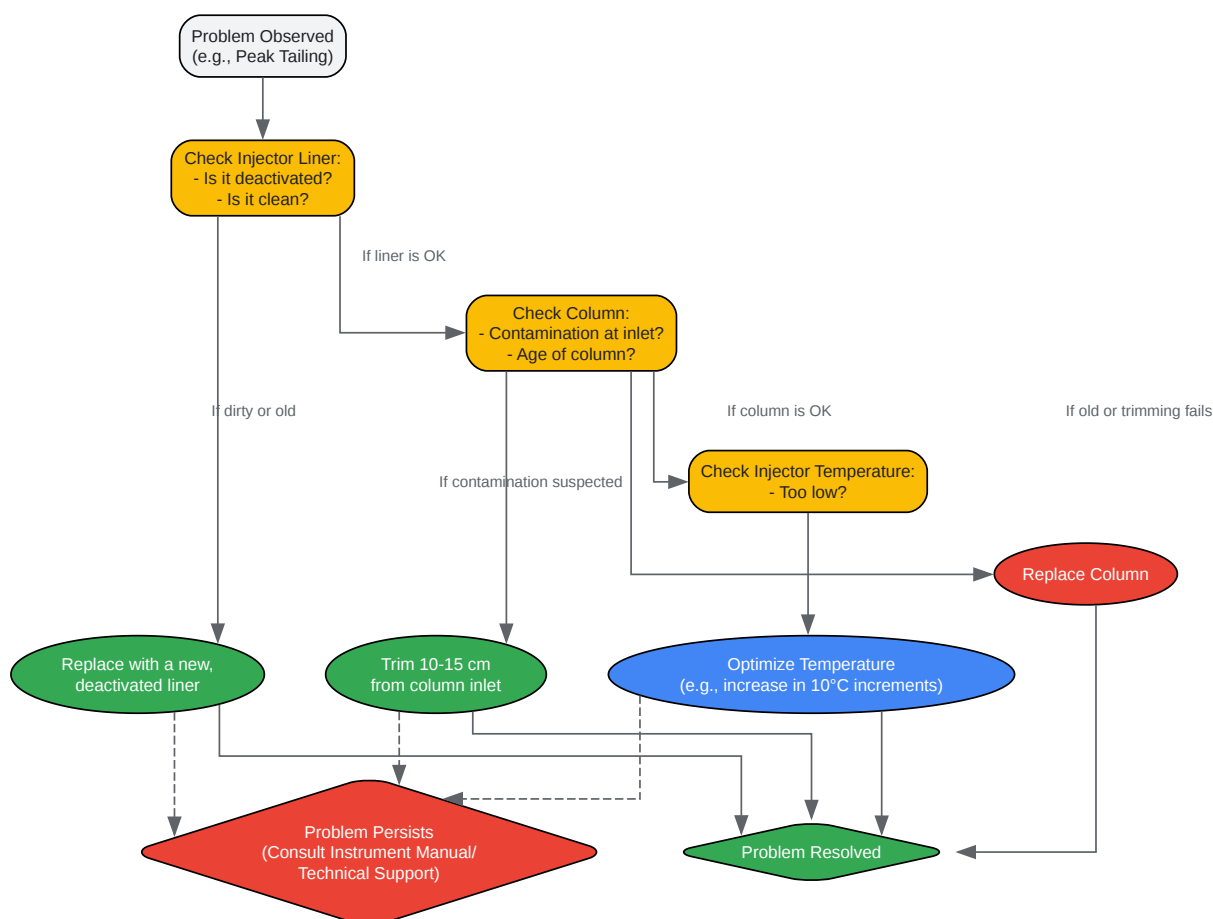 Problem Observed
(e.g., Peak Tailing)
Check Injector Liner:
- Is it deactivated?
- Is it clean?
If liner is OK
Check Column:
- Contamination at inlet?
- Age of column?
If dirty or old
If column is OK
If old or trimming fails
If contamination suspected
Check Injector Temperature:
- Too low?
Replace Column
Replace with a new,
deactivated liner
Trim 10-15 cm
from column inlet
Optimize Temperature
(e.g., increase in 10°C increments)
Problem Persists
(Consult Instrument Manual/
Technical Support)
Problem Resolved